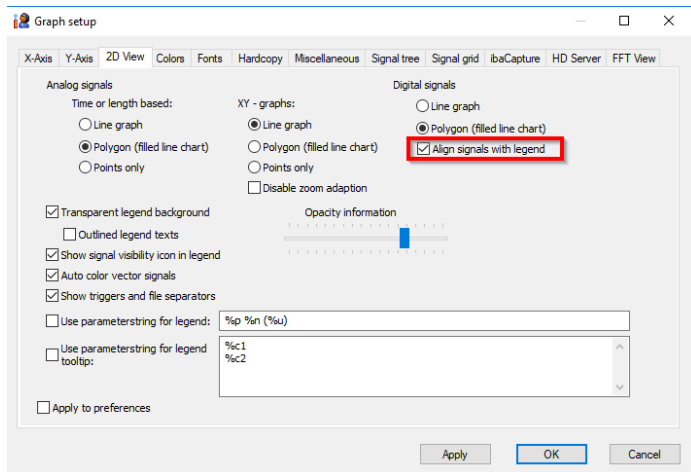 Graph setup
X-Axis Y-Axis 2D View Colors Fonts Hardcopy Miscellaneous Signal tree Signal grid ibaCapture HD Server FFT View
Analog signals
Time or length based:
Line graph
Polygon (filled line chart)
Points only
XY - graphs:
Line graph
Polygon (filled line chart)
Points only
Disable zoom adaption
Digital signals
Line graph
Polygon (filled line chart)
Align signals with legend
Transparent legend background
Outlined legend texts
Show signal visibility icon in legend
Auto color vector signals
Show triggers and file separators
Opacity information
Use parameterstring for legend: %p %n (%u)
Use parameterstring for legend
tooltip:
%c1
%c2
Apply to preferences
Apply OK Cancel